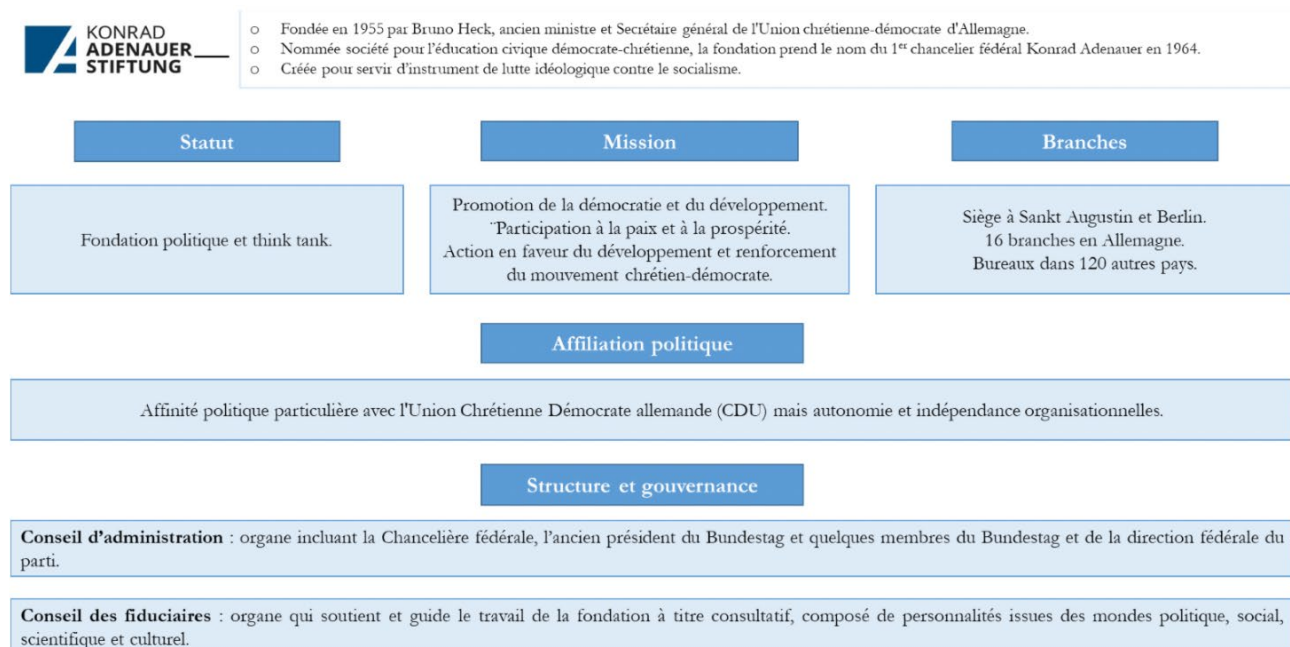 KONRAD
ADENAUER
STIFTUNG
o Fondée en 1955 par Bruno Heck, ancien ministre et Secrétaire général de l'Union chrétienne-démocrate d'Allemagne.
o Nommée société pour l'éducation civique démocrate-chrétienne, la fondation prend le nom du 1er chancelier fédéral Konrad Adenauer en 1964.
o Créée pour servir d'instrument de lutte idéologique contre le socialisme.
Statut
Mission
Branches
Fondation politique et think tank.
Promotion de la démocratie et du développement.
¨Participation à la paix et à la prospérité.
Action en faveur du développement et renforcement
du mouvement chrétien-démocrate.
Siège à Sankt Augustin et Berlin.
16 branches en Allemagne.
Bureaux dans 120 autres pays.
Affiliation politique
Affinité politique particulière avec l'Union Chrétienne Démocrate allemande (CDU) mais autonomie et indépendance organisationnelles.
Structure et gouvernance
Conseil d'administration : organe incluant la Chancelière fédérale, l'ancien président du Bundestag et quelques membres du Bundestag et de la direction fédérale du
parti.
Conseil des fiduciaires : organe qui soutient et guide le travail de la fondation à titre consultatif, composé de personnalités issues des mondes politique, social,
scientifique et culturel.